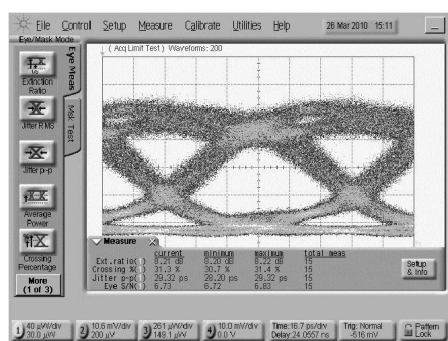 File Control Setup Measure Calibrate Utilities Help 26 Mar 2010 15:11
Eye/Mask Mode
( Acq Limit Test ) Waveforms: 200
Eye Meas
Mask Test
Extinction Ratio
Jitter RMS
Jitter p-p
Average Power
Crossing Percentage
More (1 of 3)
Measure
current minimum maximum total meas
Ext.ratio( ) 8.21 dB 8.20 dB 8.22 dB 15
Crossing %( ) 31.3 % 30.7 % 31.4 % 15
Jitter p-p( ) 29.32 ps 28.20 ps 29.32 ps 15
Eye S/N( ) 6.73 6.72 6.83 15
Setup & Info
1) 40 µW/div 30.0 µW
2) 10.6 mW/div 200 µV
3) 261 µW/div 149.1 µW
4) 10.0 mV/div 0.0 V
Time:16.7 ps/div Delay:24.0557 ns
Trig: Normal -516 mV
Pattern Lock